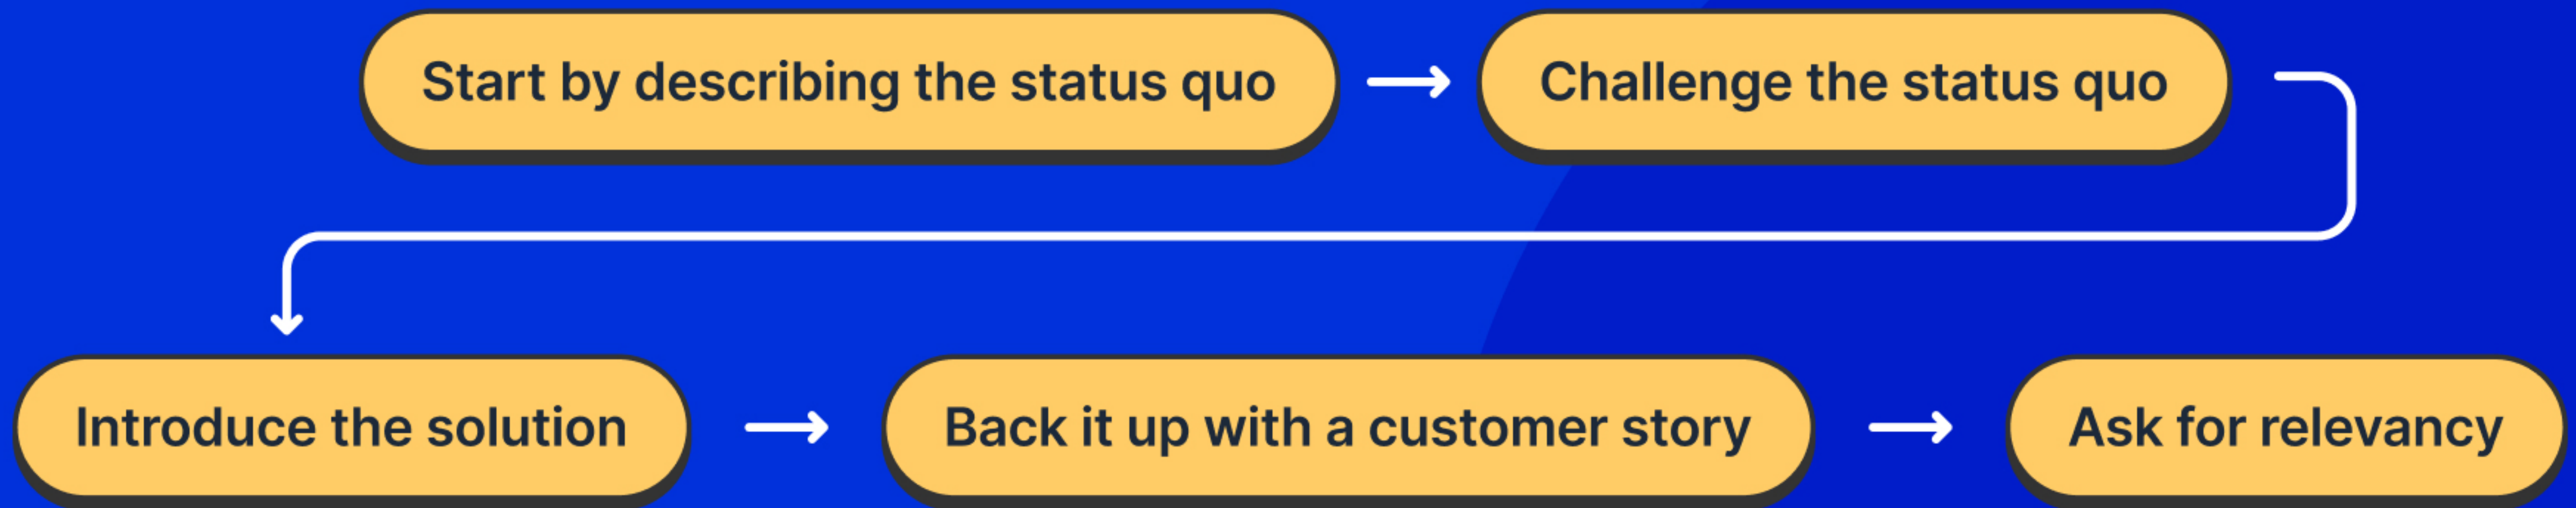 Start by describing the status quo
Challenge the status quo
Introduce the solution
Back it up with a customer story
Ask for relevancy